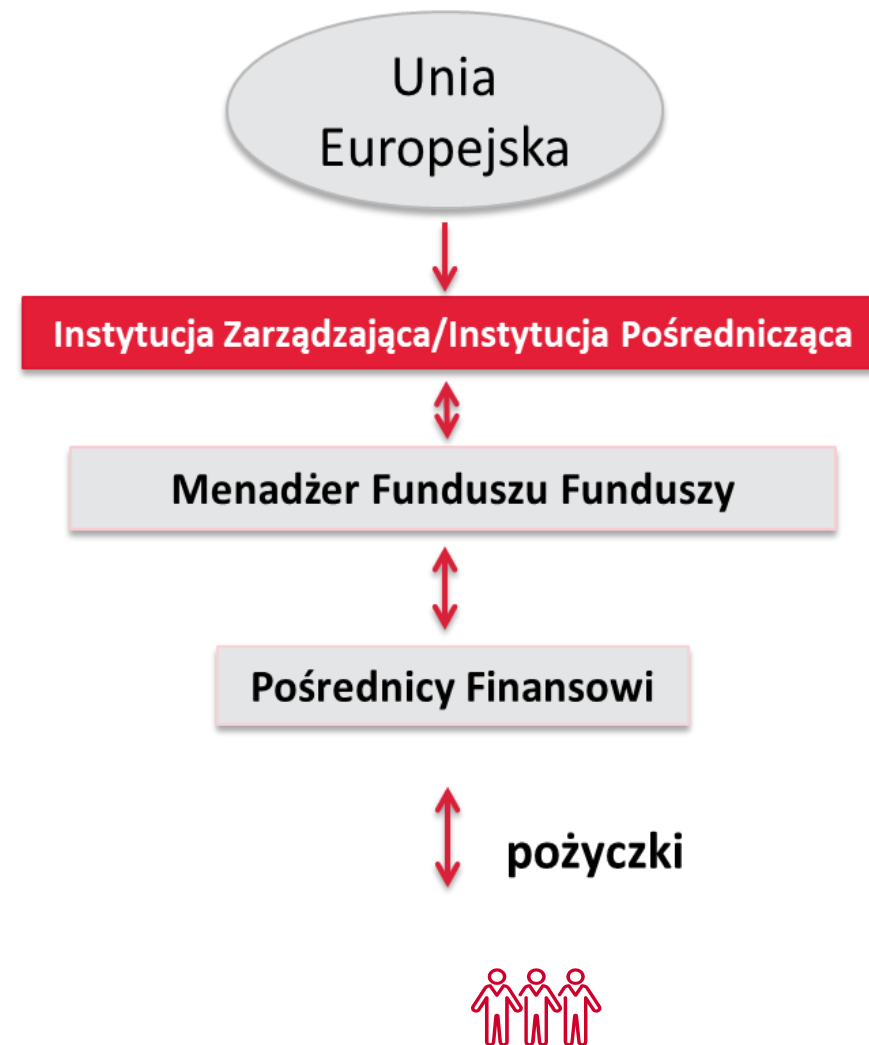 Unia
Europejska
Instytucja Zarządzająca/Instytucja Pośrednicząca
Menadżer Funduszu Funduszy
Pośrednicy Finansowi
pożyczki